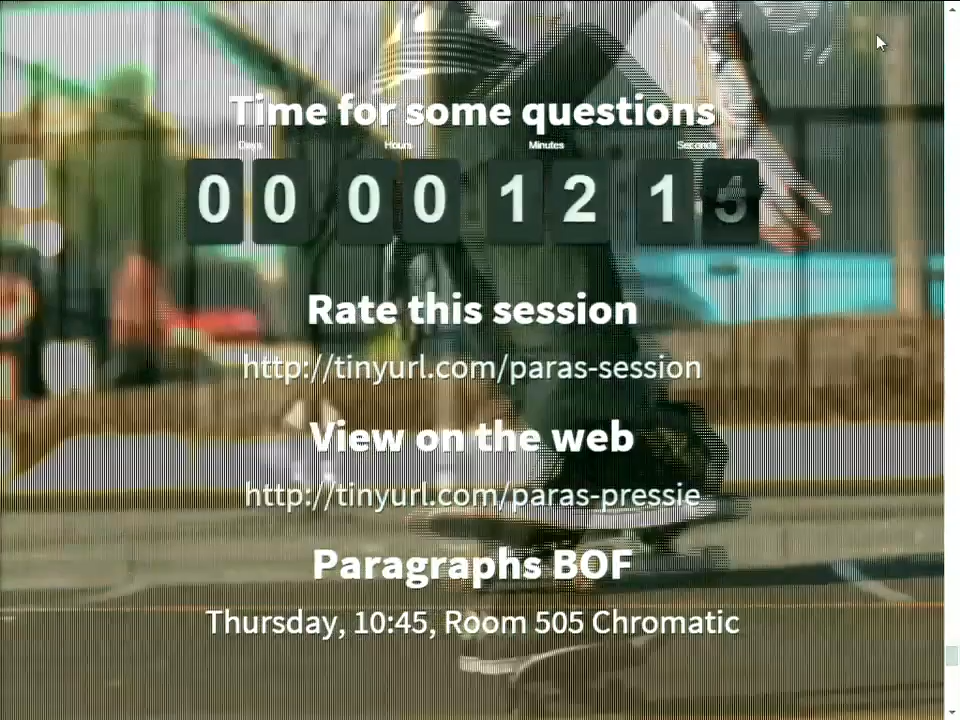 Time for some questions
Days Hours Minutes Seconds
0 0 0 0 1 2 1
Rate this session
http://tinyurl.com/paras-session
View on the web
http://tinyurl.com/paras-pressie
Paragraphs BOF
Thursday, 10:45, Room 505 Chromatic